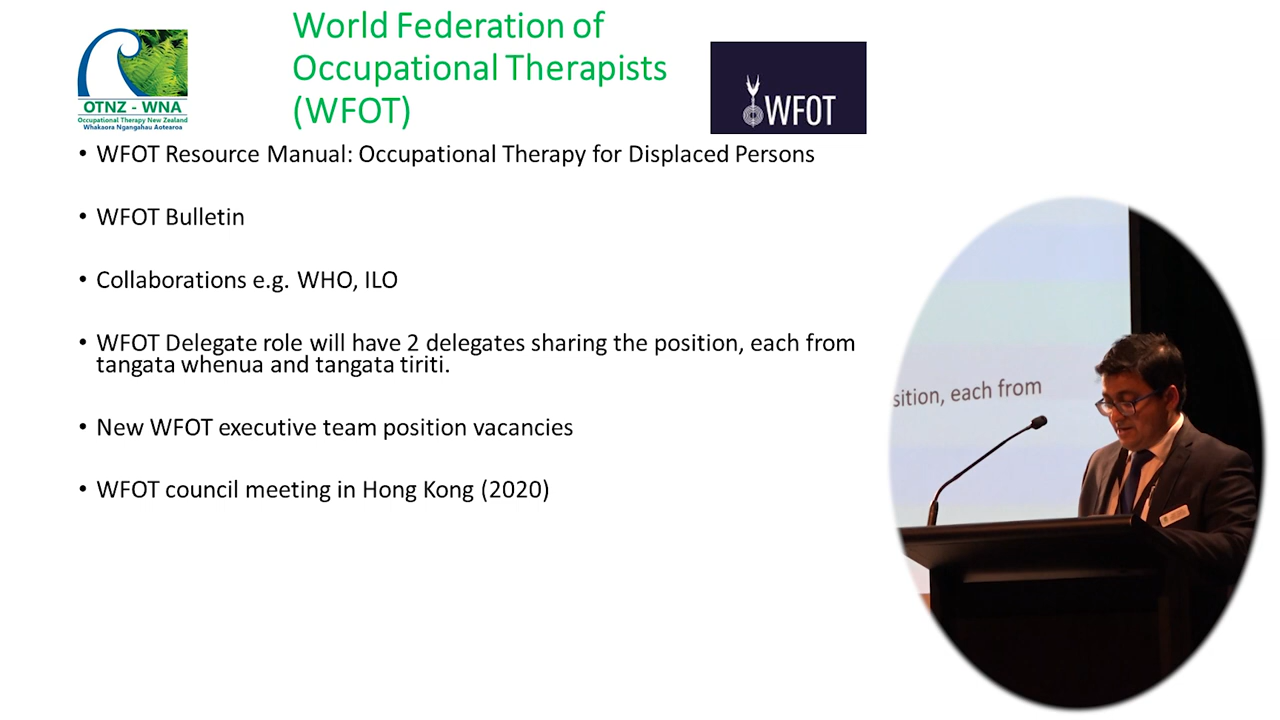 World Federation of
Occupational Therapists
(WFOT)
OTNZ - WNA
Occupational Therapy New Zealand
Whakaora Ngangahau Aotearoa
WFOT
• WFOT Resource Manual: Occupational Therapy for Displaced Persons
• WFOT Bulletin
• Collaborations e.g. WHO, ILO
• WFOT Delegate role will have 2 delegates sharing the position, each from
tangata whenua and tangata tiriti.
• New WFOT executive team position vacancies
• WFOT council meeting in Hong Kong (2020)
sition, each from